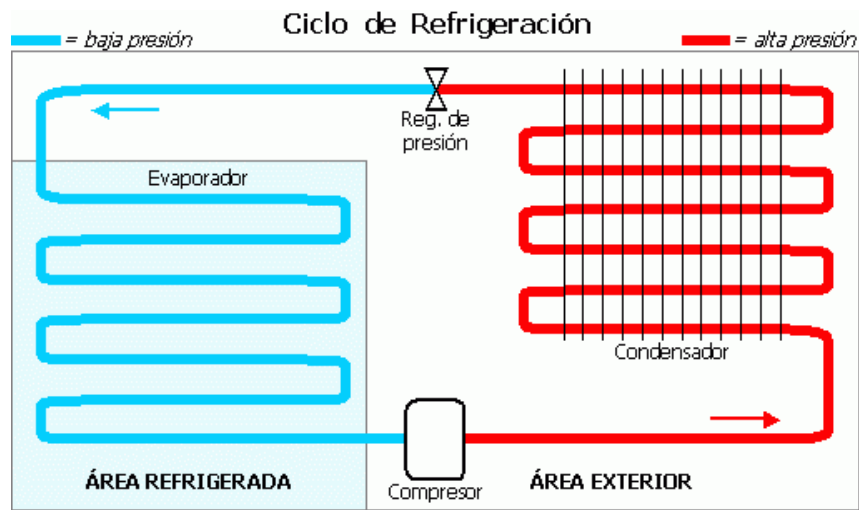 Ciclo de Refrigeración
= baja presión
= alta presión
Reg. de
presión
Evaporador
Condensador
ÁREA REFRIGERADA
Compresor
ÁREA EXTERIOR